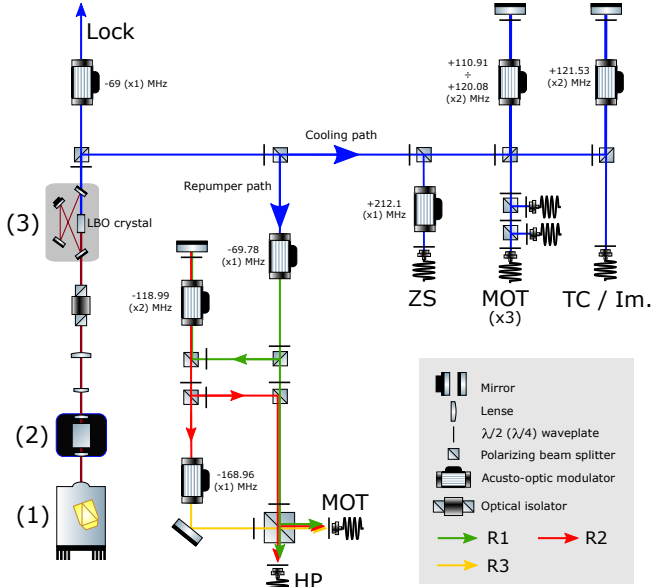 Lock
-69 (x1) MHz
+110.91
÷
+120.08
(x2) MHz
+121.53
(x2) MHz
Cooling path
Repumper path
(3)
LBO crystal
+212.1
(x1) MHz
-69.78
(x1) MHz
-118.99
(x2) MHz
ZS
MOT
(x3)
TC / Im.
(2)
(1)
-168.96
(x1) MHz
MOT
HP
Mirror
Lense
λ/2 (λ/4) waveplate
Polarizing beam splitter
Acusto-optic modulator
Optical isolator
R1
R2
R3